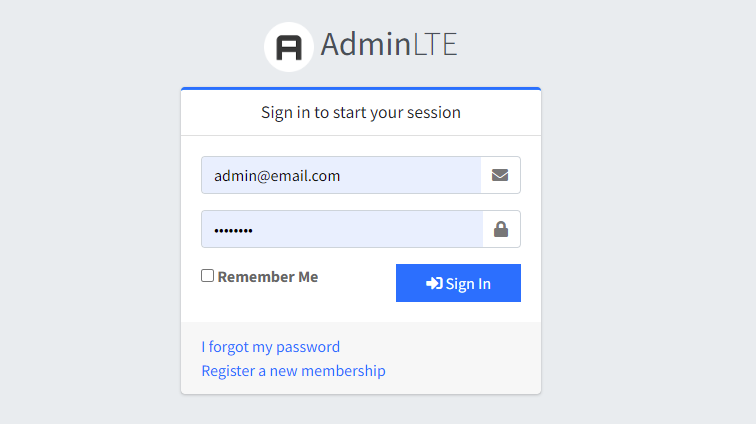 AdminLTE
Sign in to start your session
admin@email.com
••••••••
Remember Me
Sign In
I forgot my password
Register a new membership